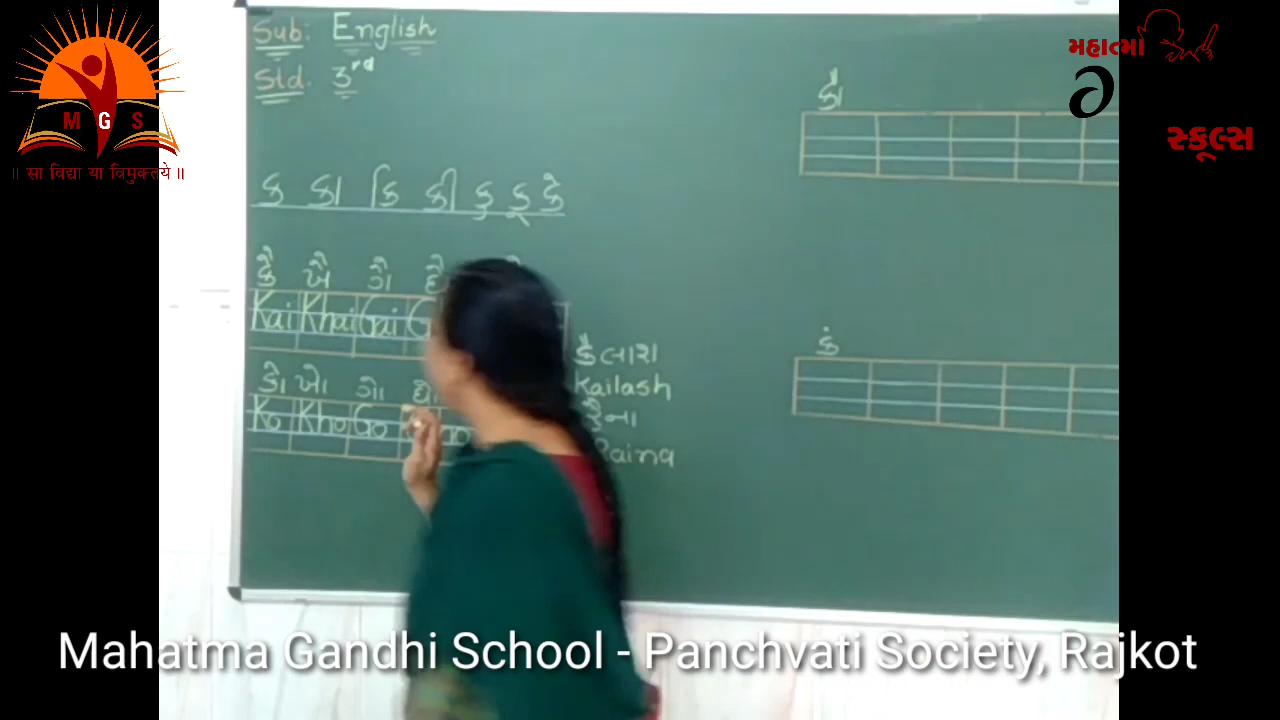 Sub: English
Std. 3rd
ક કા કિ કી કુ કૂ કે
કૈ ખૈ ગૈ
Kai Khai Gai
કૈલાશ
Kailash
કો ખો ગો ઘો
Ko Kho Go
રૈના
Raina
કૌ
કં
M G S
॥ सा विद्या या विमुक्तये ॥
મહાત્મા
સ્કૂલ્સ
Mahatma Gandhi School - Panchvati Society, Rajkot